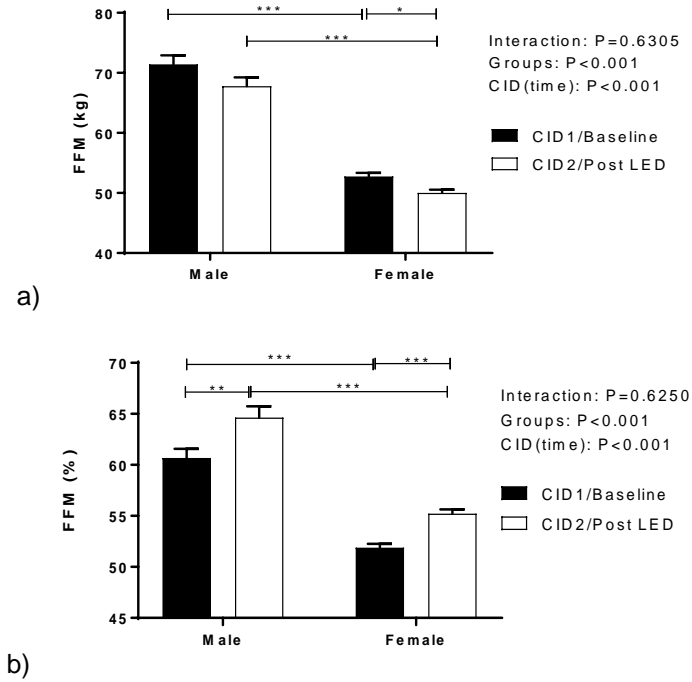 *** *
***
80
70
60
50
40
FFM (kg)
Male Female
Interaction: P=0.6305
Groups: P<0.001
CID(time): P<0.001
CID1/Baseline
CID2/Post LED
a)
*** ***
** ***
70
65
60
55
50
45
FFM (%)
Male Female
Interaction: P=0.6250
Groups: P<0.001
CID(time): P<0.001
CID1/Baseline
CID2/Post LED
b)